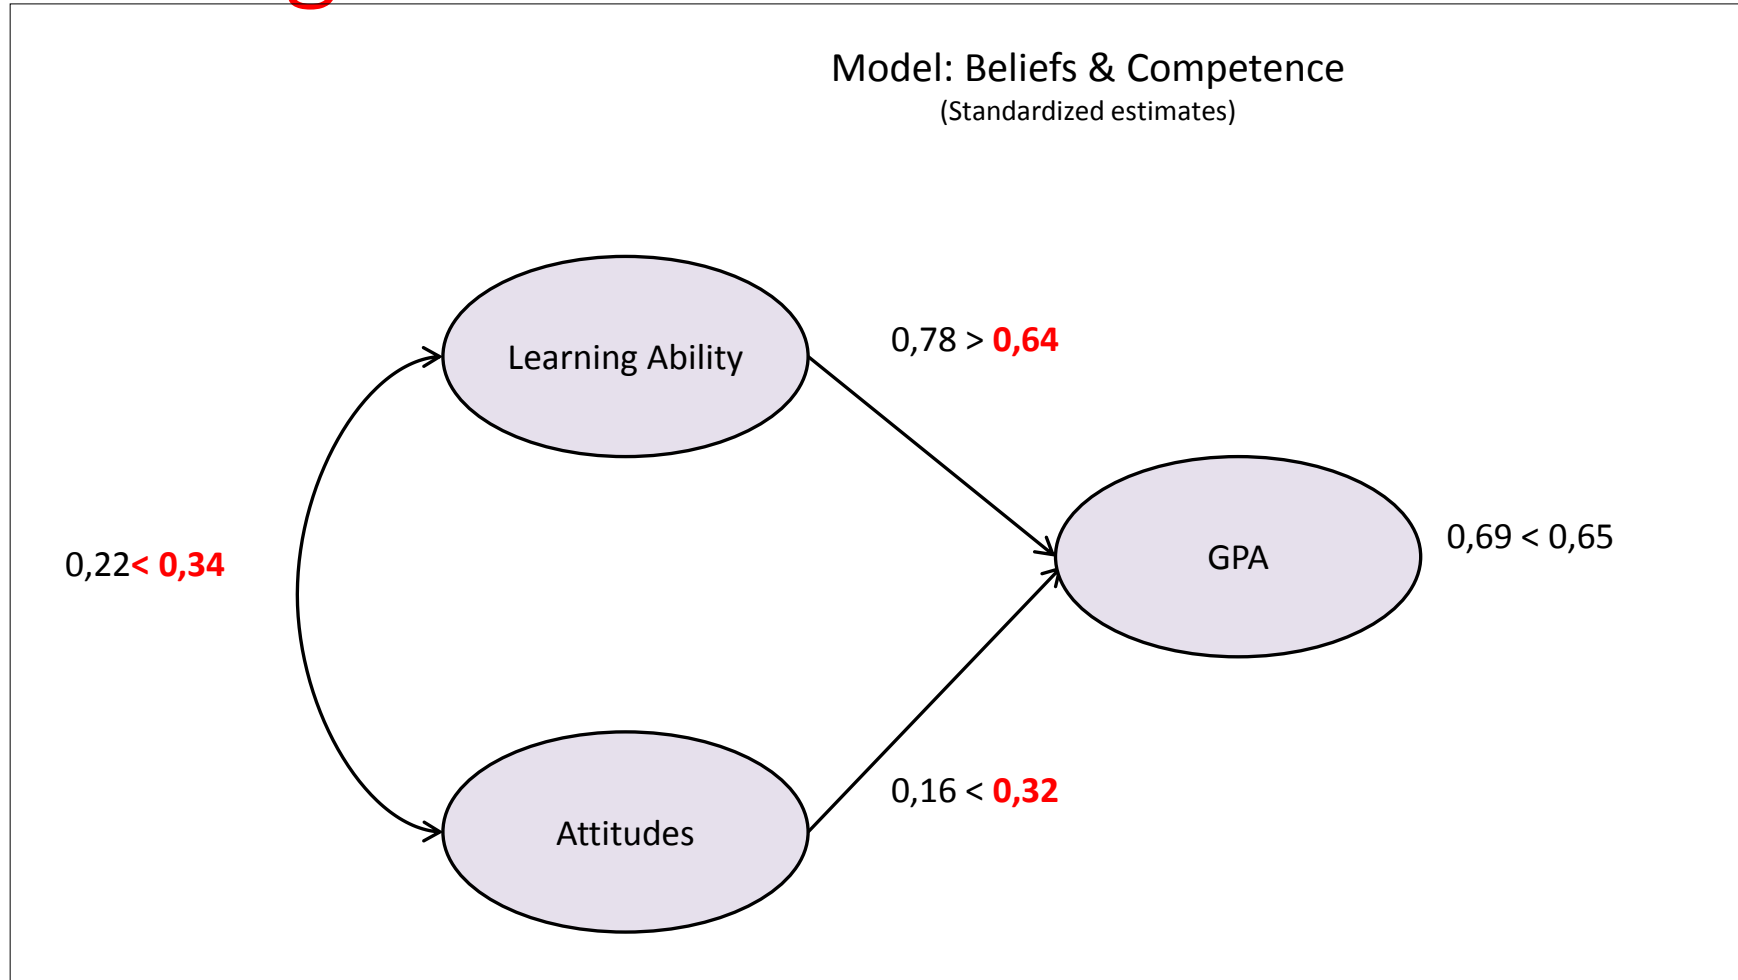 Model: Beliefs & Competence
(Standardized estimates)
Learning Ability
0,78 > 0,64
0,22< 0,34
GPA
0,69 < 0,65
0,16 < 0,32
Attitudes